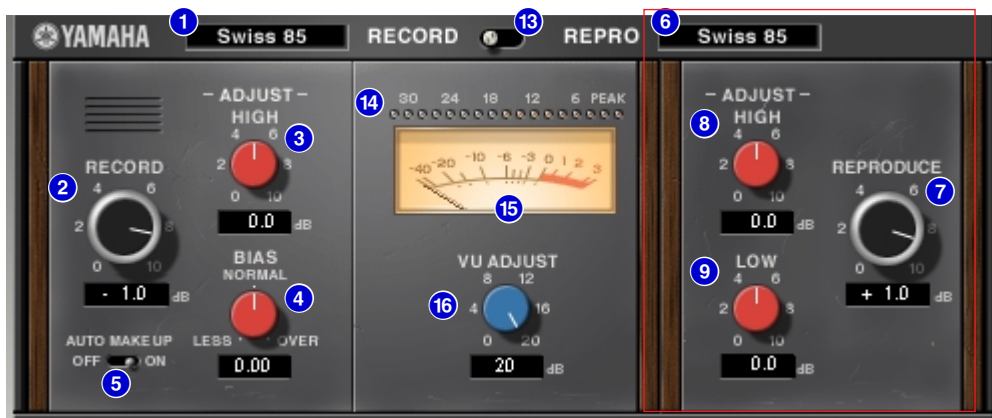 1 6 13
YAMAHA Swiss 85 RECORD REPRO Swiss 85
14 30 24 18 12 6 PEAK
- ADJUST - - ADJUST -
HIGH 3 8 HIGH
4 6 4 6
2 8 2 8
0 10 0 10
0.0 dB 0.0 dB
2 RECORD REPRODUCE 7
4 6 4 6
2 8 2 8
0 10 0 10
- 1.0 dB + 1.0 dB
-40 -20 -10 -6 -3 0 1 2 3
15
BIAS VU ADJUST 9 LOW
NORMAL 4 8 12 4 6
16 4 16 2 8
LESS OVER 0 20 0 10
0.00 20 dB 0.0 dB
AUTO MAKE UP
OFF ON
5